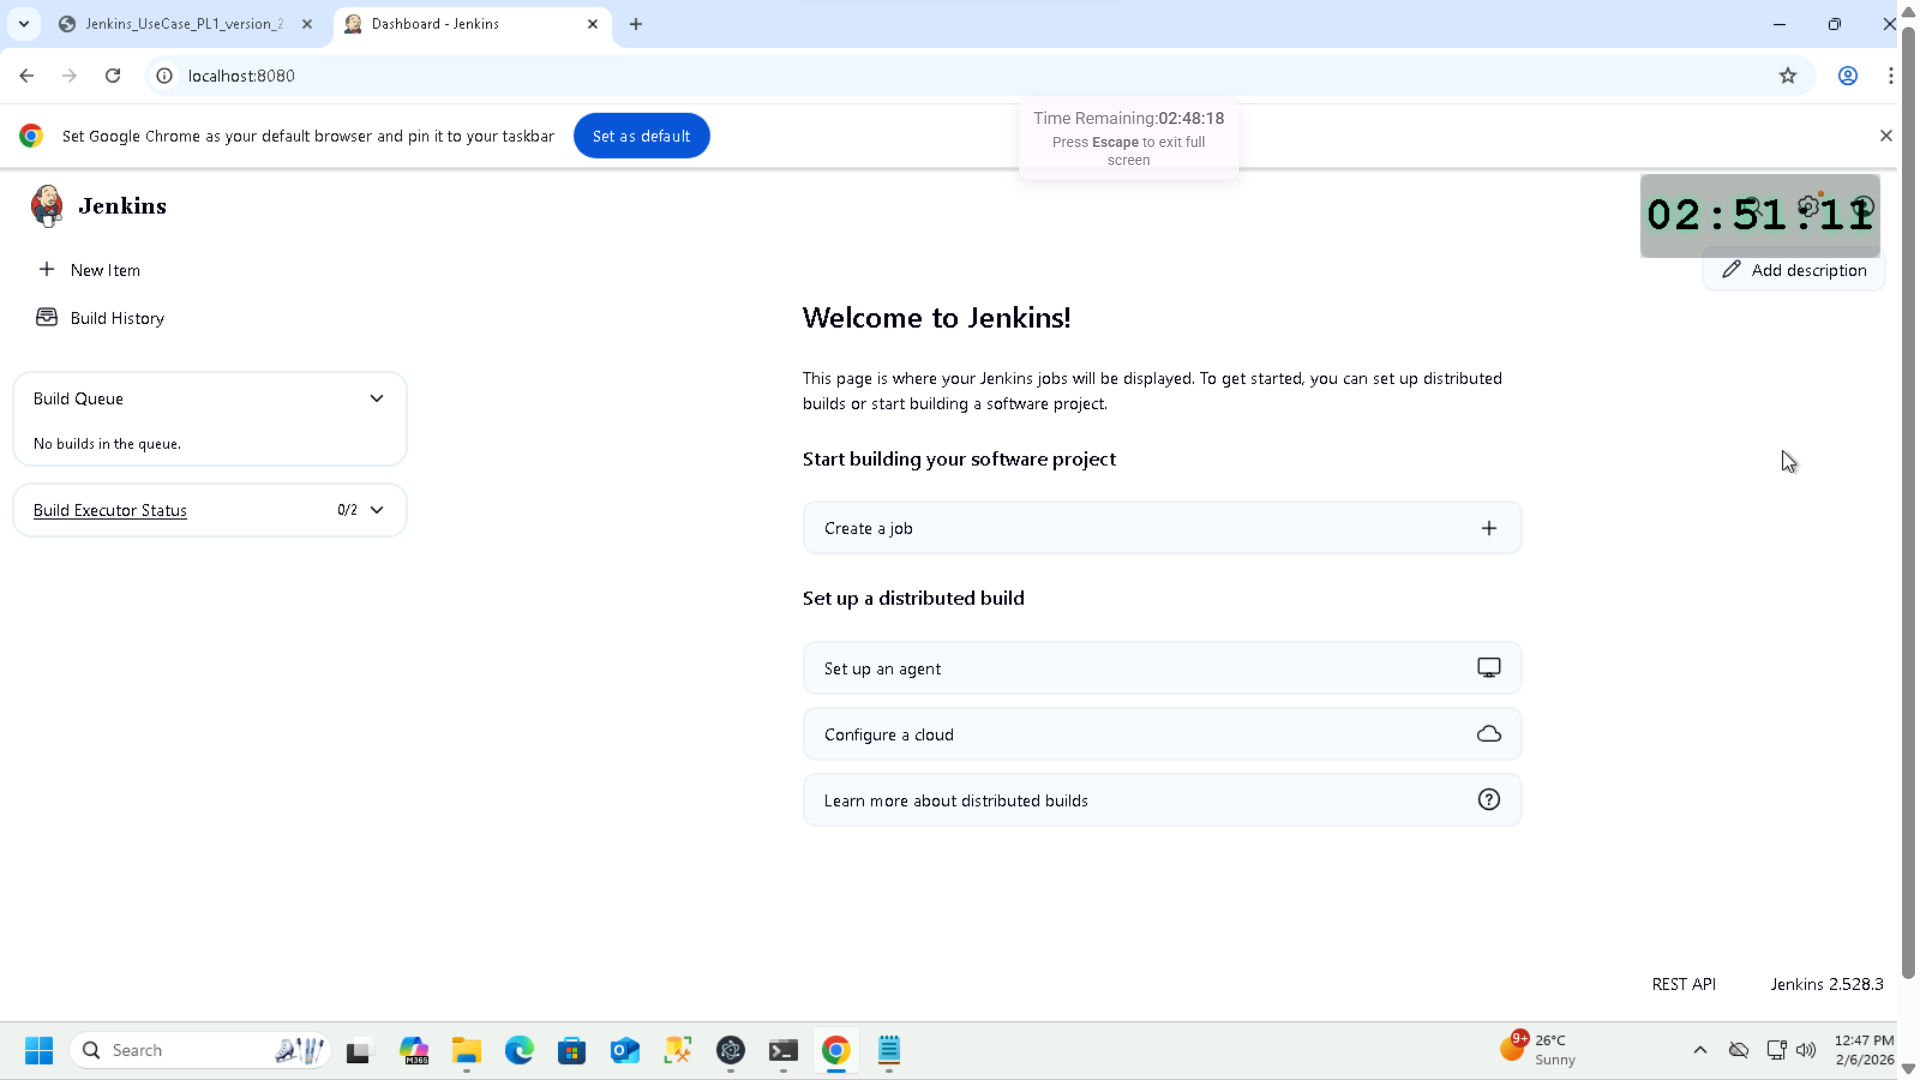 Jenkins_UseCase_PL1_version_2
Dashboard - Jenkins
localhost:8080
Set Google Chrome as your default browser and pin it to your taskbar
Set as default
Time Remaining:02:48:18
Press Escape to exit full
screen
Jenkins
02:51:11
New Item
Add description
Build History
Welcome to Jenkins!
This page is where your Jenkins jobs will be displayed. To get started, you can set up distributed
builds or start building a software project.
Build Queue
No builds in the queue.
Start building your software project
Build Executor Status
0/2
Create a job
Set up a distributed build
Set up an agent
Configure a cloud
Learn more about distributed builds
REST API
Jenkins 2.528.3
Search
M365
9+
26°C
Sunny
12:47 PM
2/6/2026